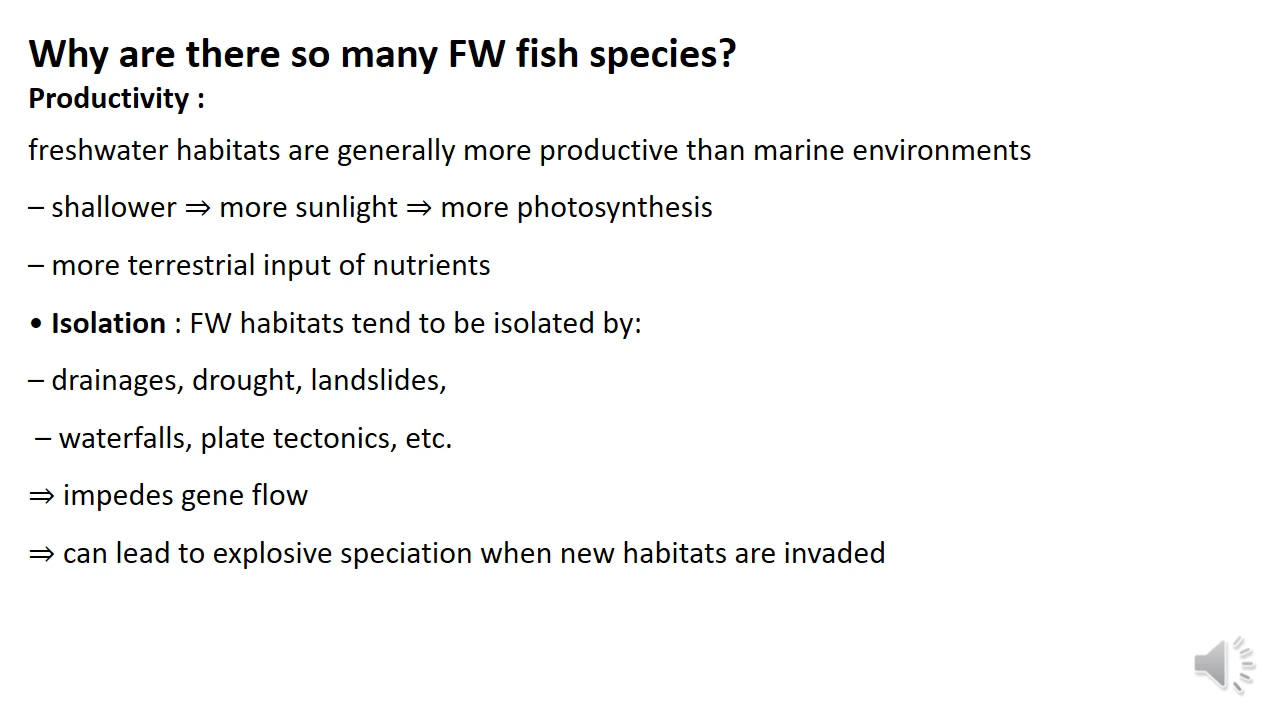 Why are there so many FW fish species?
Productivity :
freshwater habitats are generally more productive than marine environments
– shallower ⇒ more sunlight ⇒ more photosynthesis
– more terrestrial input of nutrients
• Isolation : FW habitats tend to be isolated by:
– drainages, drought, landslides,
– waterfalls, plate tectonics, etc.
⇒ impedes gene flow
⇒ can lead to explosive speciation when new habitats are invaded